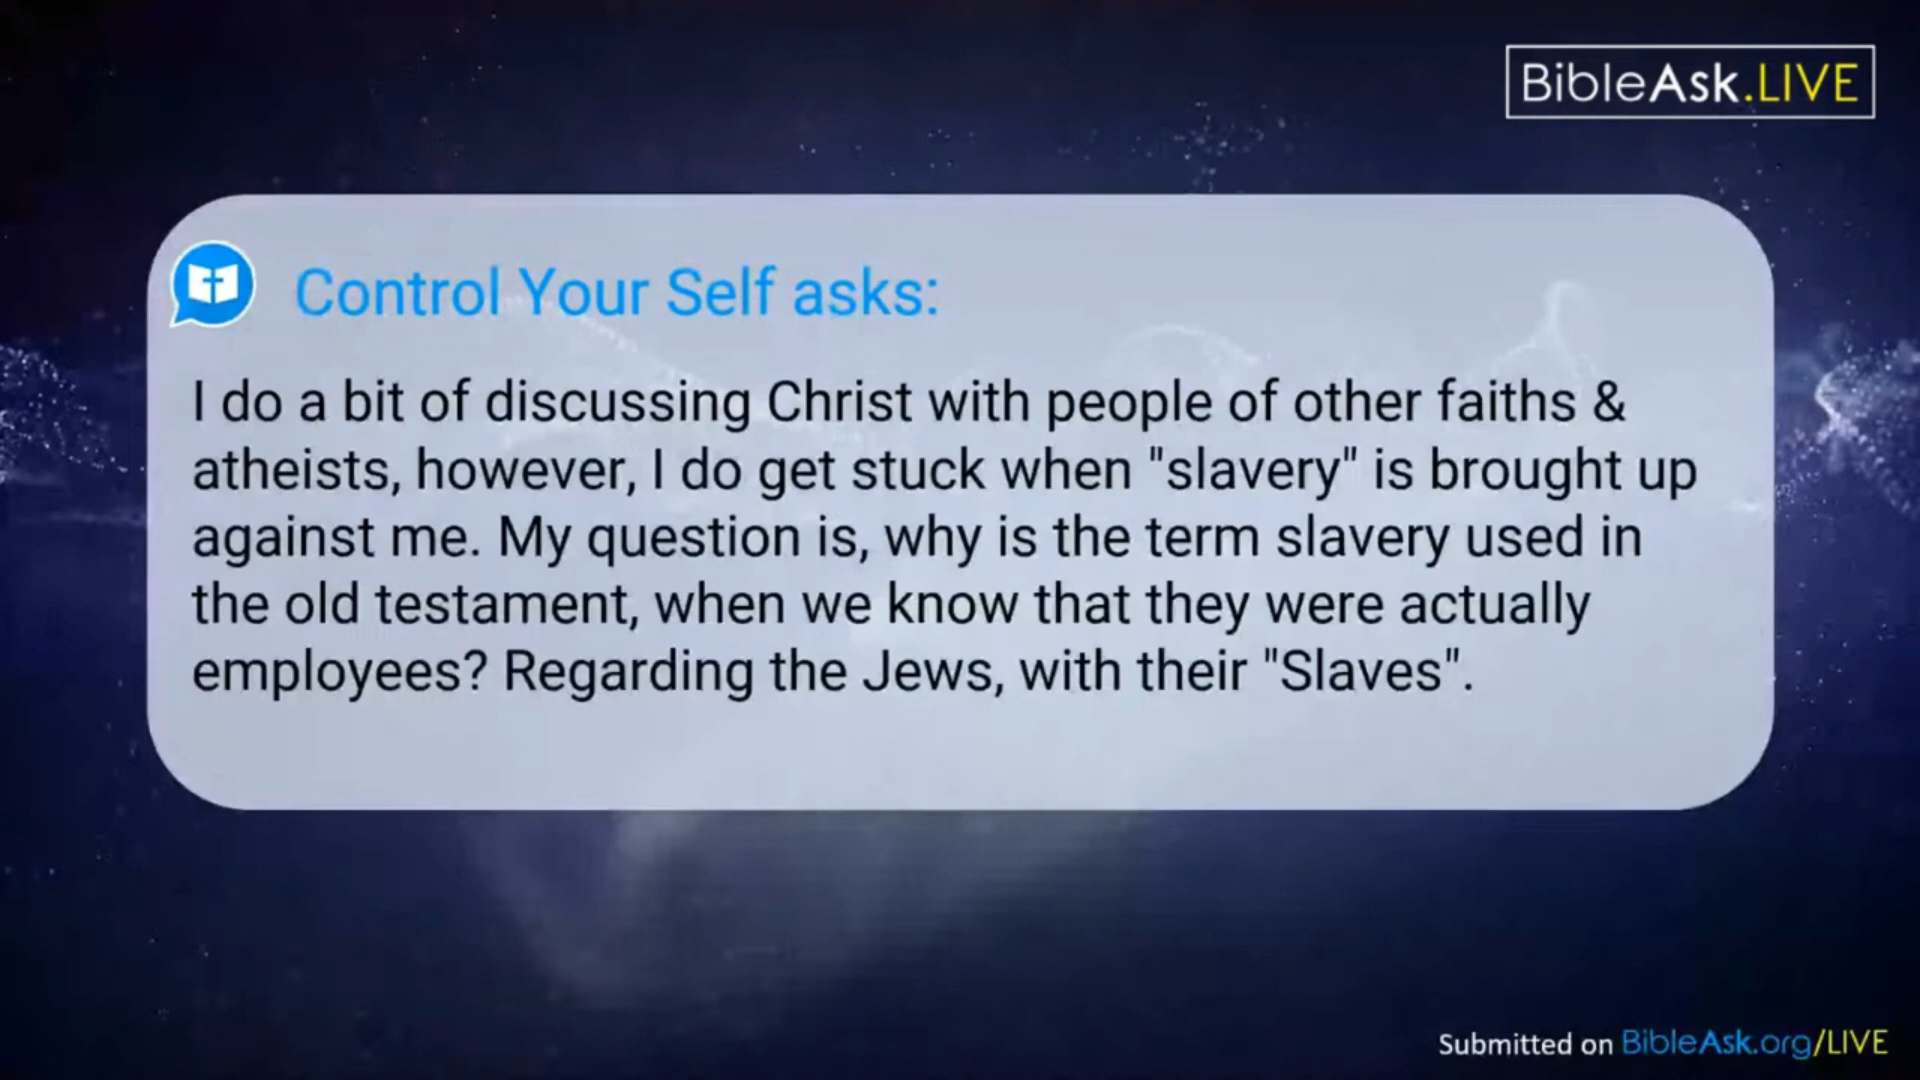 BibleAsk.LIVE
Control Your Self asks:
I do a bit of discussing Christ with people of other faiths &
atheists, however, I do get stuck when "slavery" is brought up
against me. My question is, why is the term slavery used in
the old testament, when we know that they were actually
employees? Regarding the Jews, with their "Slaves".
Submitted on BibleAsk.org/LIVE